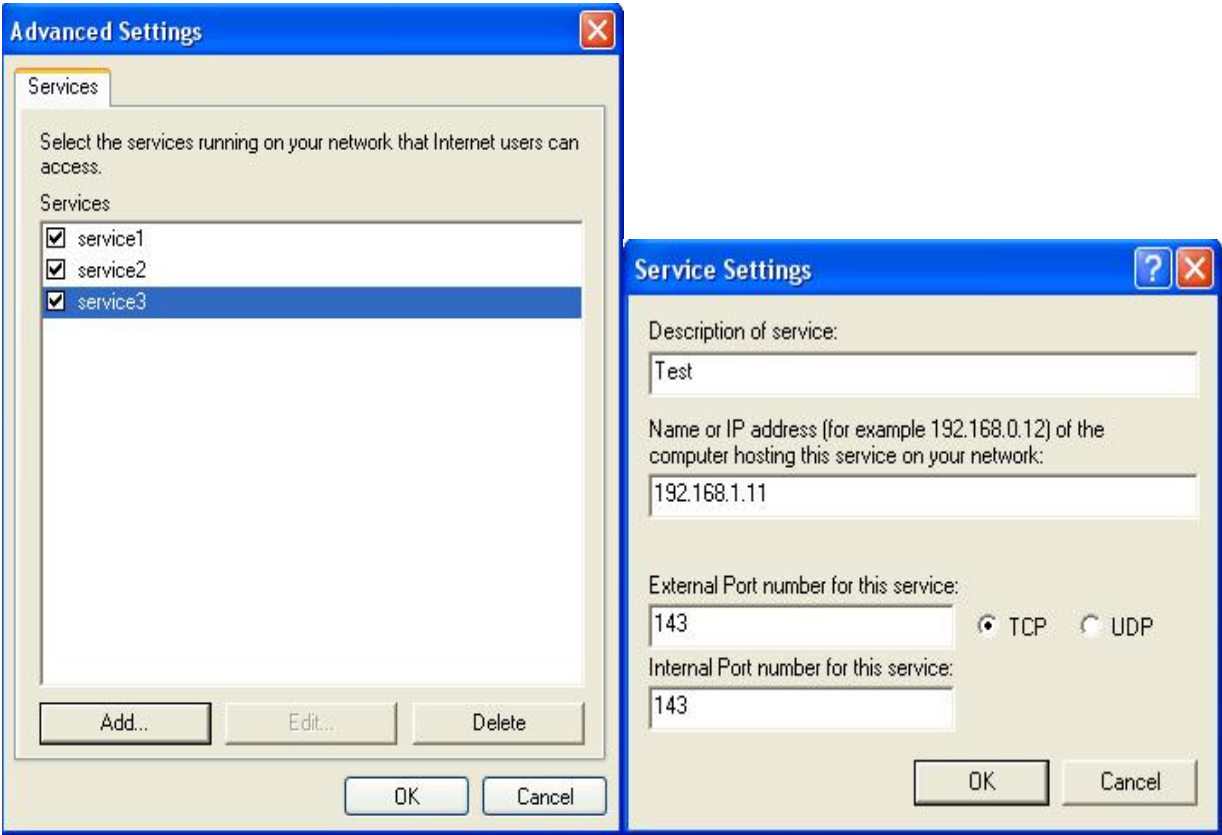 Advanced Settings
Services
Select the services running on your network that Internet users can
access.
Services
service1
service2
service3
Add...
Edit...
Delete
OK
Cancel
Service Settings
Description of service:
Test
Name or IP address (for example 192.168.0.12) of the
computer hosting this service on your network:
192.168.1.11
External Port number for this service:
143
TCP
UDP
Internal Port number for this service:
143
OK
Cancel